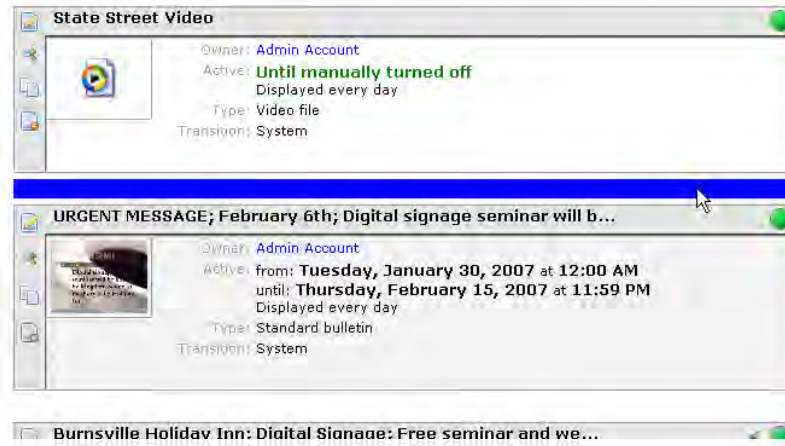 State Street Video
Owner: Admin Account
Active: Until manually turned off
Displayed every day
Type: Video file
Transition: System
URGENT MESSAGE; February 6th; Digital signage seminar will b...
Owner: Admin Account
Active: from: Tuesday, January 30, 2007 at 12:00 AM
until: Thursday, February 15, 2007 at 11:59 PM
Displayed every day
Type: Standard bulletin
Transition: System
Burnsville Holiday Inn: Digital Signage: Free seminar and we...